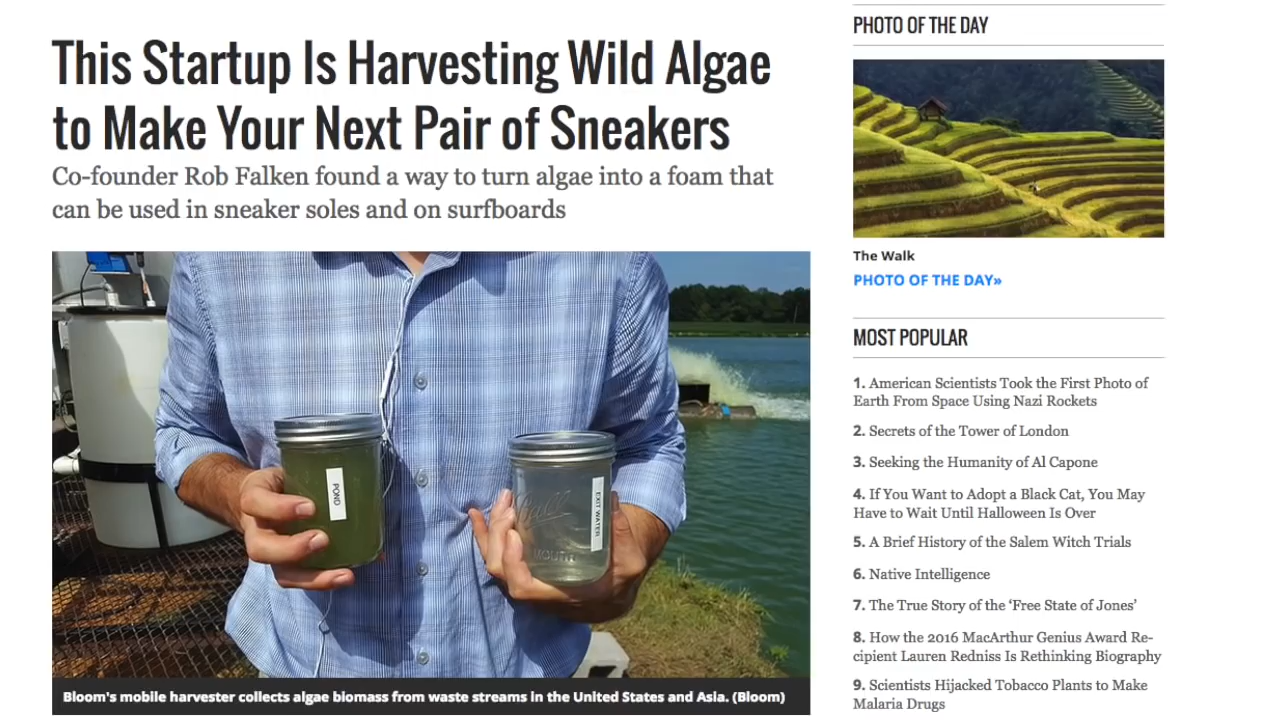 This Startup Is Harvesting Wild Algae
to Make Your Next Pair of Sneakers
Co-founder Rob Falken found a way to turn algae into a foam that
can be used in sneaker soles and on surfboards
POND
Ball
MOUTH
EXIT WATER
Bloom's mobile harvester collects algae biomass from waste streams in the United States and Asia. (Bloom)
PHOTO OF THE DAY
The Walk
PHOTO OF THE DAY»
MOST POPULAR
1. American Scientists Took the First Photo of
Earth From Space Using Nazi Rockets
2. Secrets of the Tower of London
3. Seeking the Humanity of Al Capone
4. If You Want to Adopt a Black Cat, You May
Have to Wait Until Halloween Is Over
5. A Brief History of the Salem Witch Trials
6. Native Intelligence
7. The True Story of the ‘Free State of Jones’
8. How the 2016 MacArthur Genius Award Re-
cipient Lauren Redniss Is Rethinking Biography
9. Scientists Hijacked Tobacco Plants to Make
Malaria Drugs